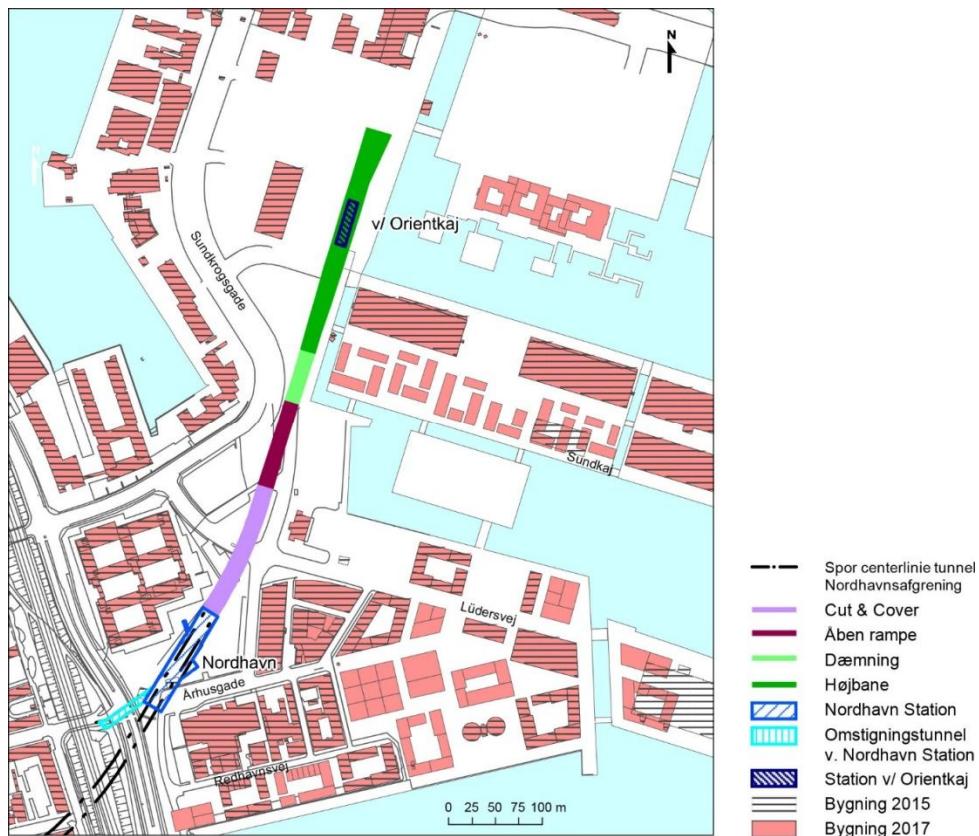 N
v/ Orientkaj
Sundkrogsgade
Sundkaj
Lüdersvej
Nordhavn
Århusgade
Redhavnsvej
0 25 50 75 100 m
Spor centerlinie tunnel
Nordhavnsafgrening
Cut & Cover
Åben rampe
Dæmning
Højbane
Nordhavn Station
Omstigningstunnel
v. Nordhavn Station
Station v/ Orientkaj
Bygning 2015
Bygning 2017